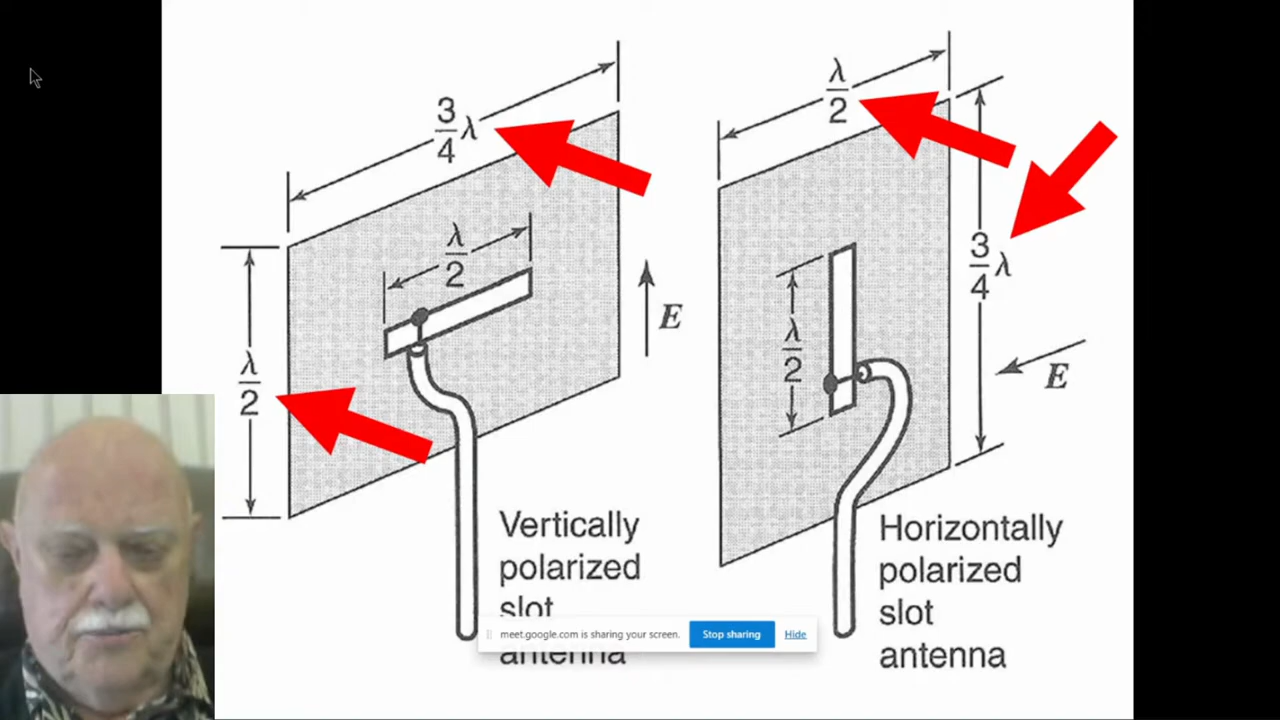 3/4 λ
λ/2
λ/2
E
Vertically
polarized
slot
antenna
λ/2
3/4 λ
λ/2
E
Horizontally
polarized
slot
antenna
meet.google.com is sharing your screen.
Stop sharing
Hide